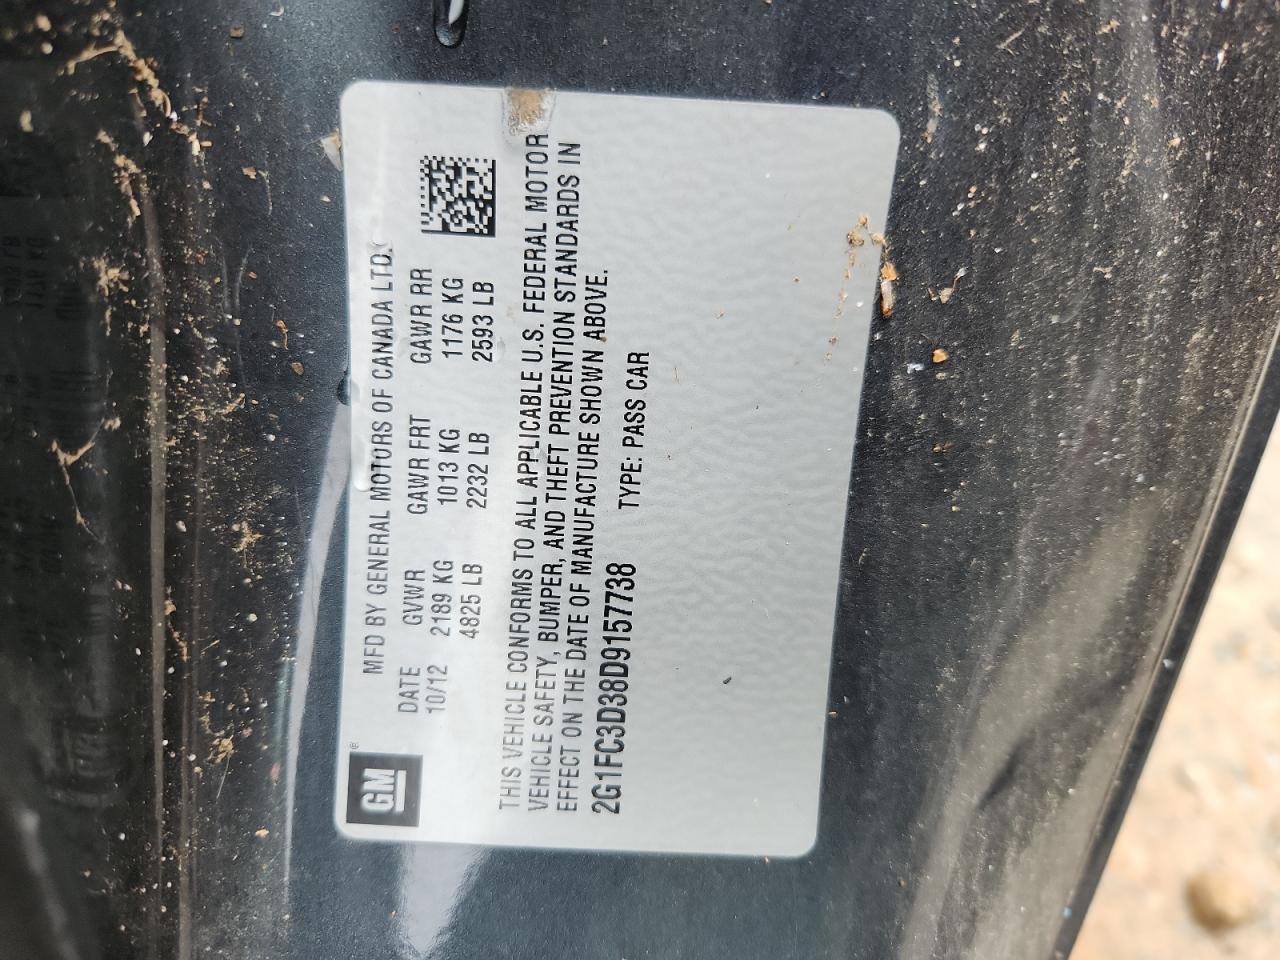 GM ®
MFD BY GENERAL MOTORS OF CANADA LTD.
DATE GVWR GAWR FRT GAWR RR
10/12 2189 KG 1013 KG 1176 KG
4825 LB 2232 LB 2593 LB
THIS VEHICLE CONFORMS TO ALL APPLICABLE U.S. FEDERAL MOTOR
VEHICLE SAFETY, BUMPER, AND THEFT PREVENTION STANDARDS IN
EFFECT ON THE DATE OF MANUFACTURE SHOWN ABOVE.
2G1FC3D38D9157738 TYPE: PASS CAR